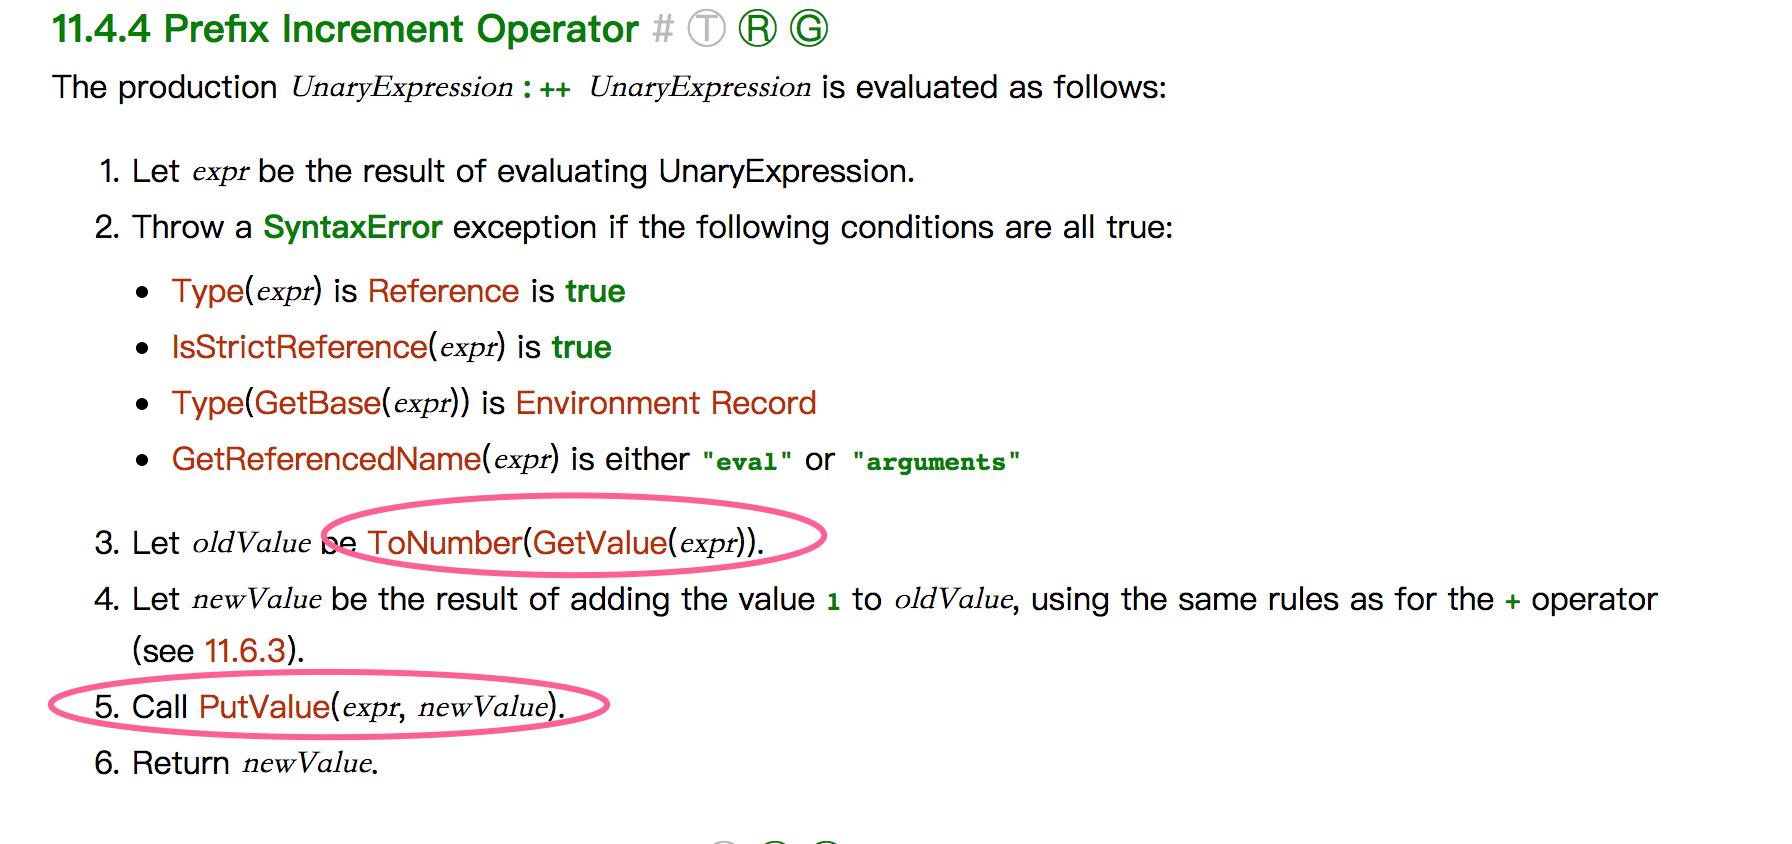 11.4.4 Prefix Increment Operator # Ⓣ Ⓡ Ⓖ
The production UnaryExpression : ++ UnaryExpression is evaluated as follows:
1. Let expr be the result of evaluating UnaryExpression.
2. Throw a SyntaxError exception if the following conditions are all true:
• Type(expr) is Reference is true
• IsStrictReference(expr) is true
• Type(GetBase(expr)) is Environment Record
• GetReferencedName(expr) is either "eval" or "arguments"
3. Let oldValue be ToNumber(GetValue(expr)).
4. Let newValue be the result of adding the value 1 to oldValue, using the same rules as for the + operator
(see 11.6.3).
5. Call PutValue(expr, newValue).
6. Return newValue.